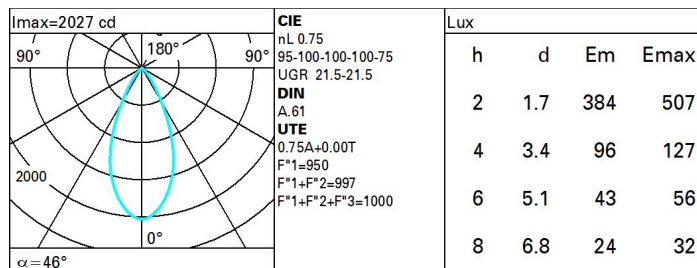 Imax=2027 cd
90°
180°
90°
2000
0°
α=46°
CIE
nL 0.75
95-100-100-100-75
UGR 21.5-21.5
DIN
A.61
UTE
0.75A+0.00T
F"1=950
F"1+F"2=997
F"1+F"2+F"3=1000
Lux
h d Em Emax
2 1.7 384 507
4 3.4 96 127
6 5.1 43 56
8 6.8 24 32